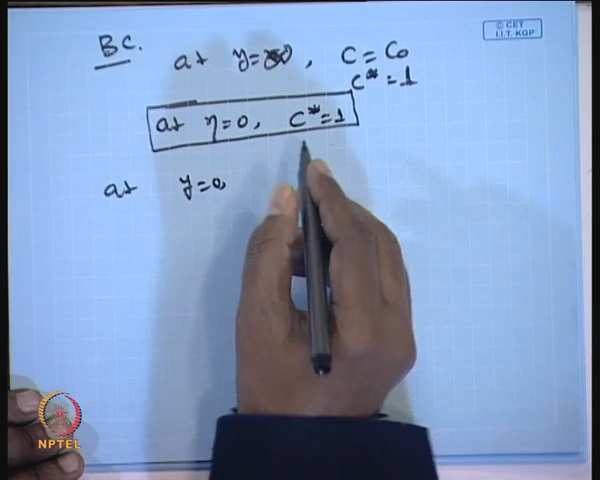 © CET
I.I.T. KGP
BC.
at y=∞, C = C₀
C* = 1
at η=0, C*=1
at y=0
NPTEL